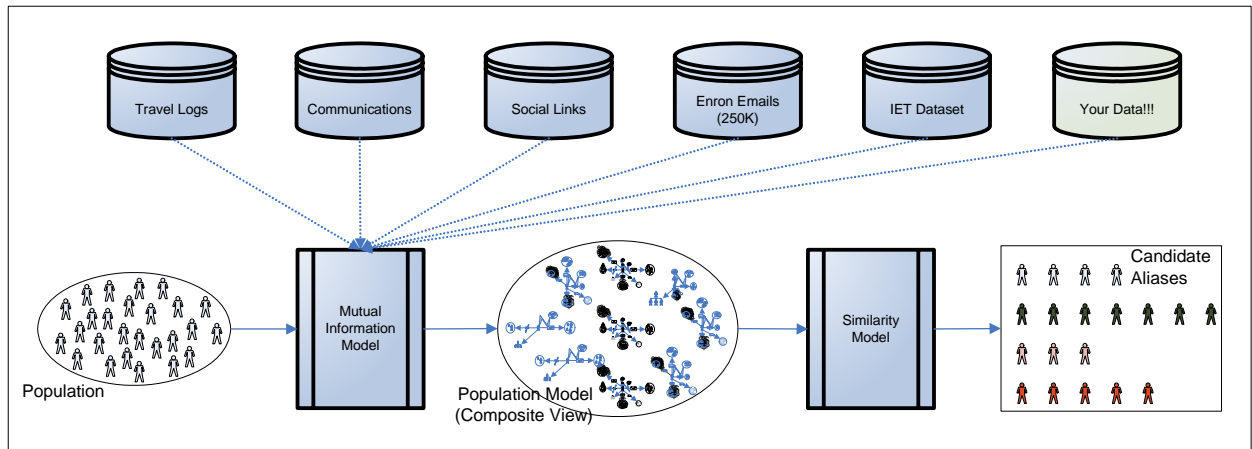 Travel Logs
Communications
Social Links
Enron Emails
(250K)
IET Dataset
Your Data!!!
Population
Mutual
Information
Model
Population Model
(Composite View)
Similarity
Model
Candidate
Aliases